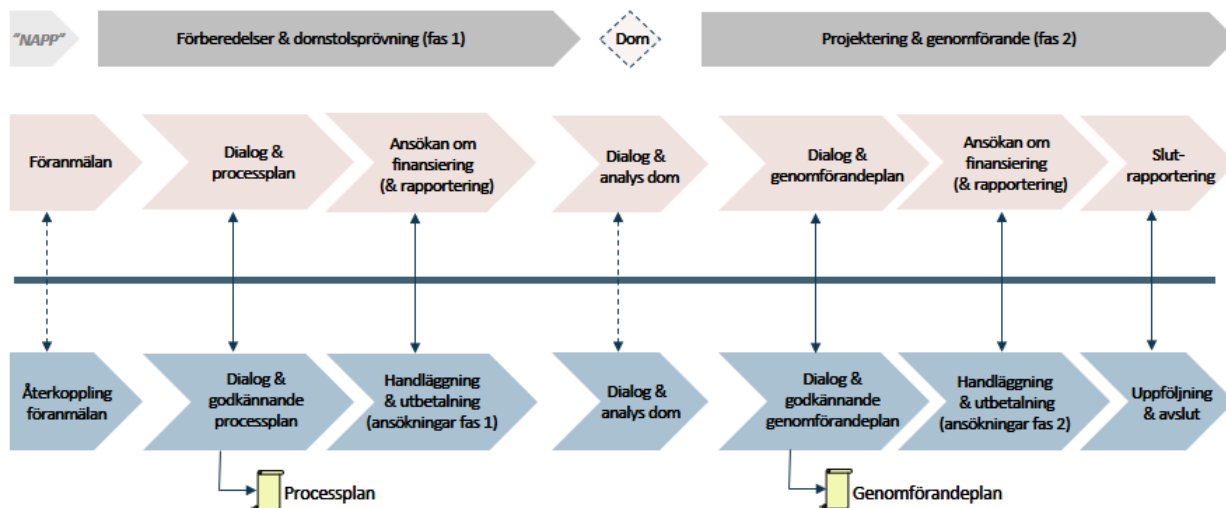 "NAPP"
Förberedelser & domstolsprövning (fas 1)
Dom
Projektering & genomförande (fas 2)
Föranmälan
Dialog &
processplan
Ansökan om
finansiering
(& rapportering)
Dialog &
analys dom
Dialog &
genomförandeplan
Ansökan om
finansiering
(& rapportering)
Slut-
rapportering
Återkoppling
föranmälan
Dialog &
godkännande
processplan
Handläggning
& utbetalning
(ansökningar fas 1)
Dialog &
analys dom
Dialog &
godkännande
genomförandeplan
Handläggning
& utbetalning
(ansökningar fas 2)
Uppföljning
& avslut
Processplan
Genomförandeplan